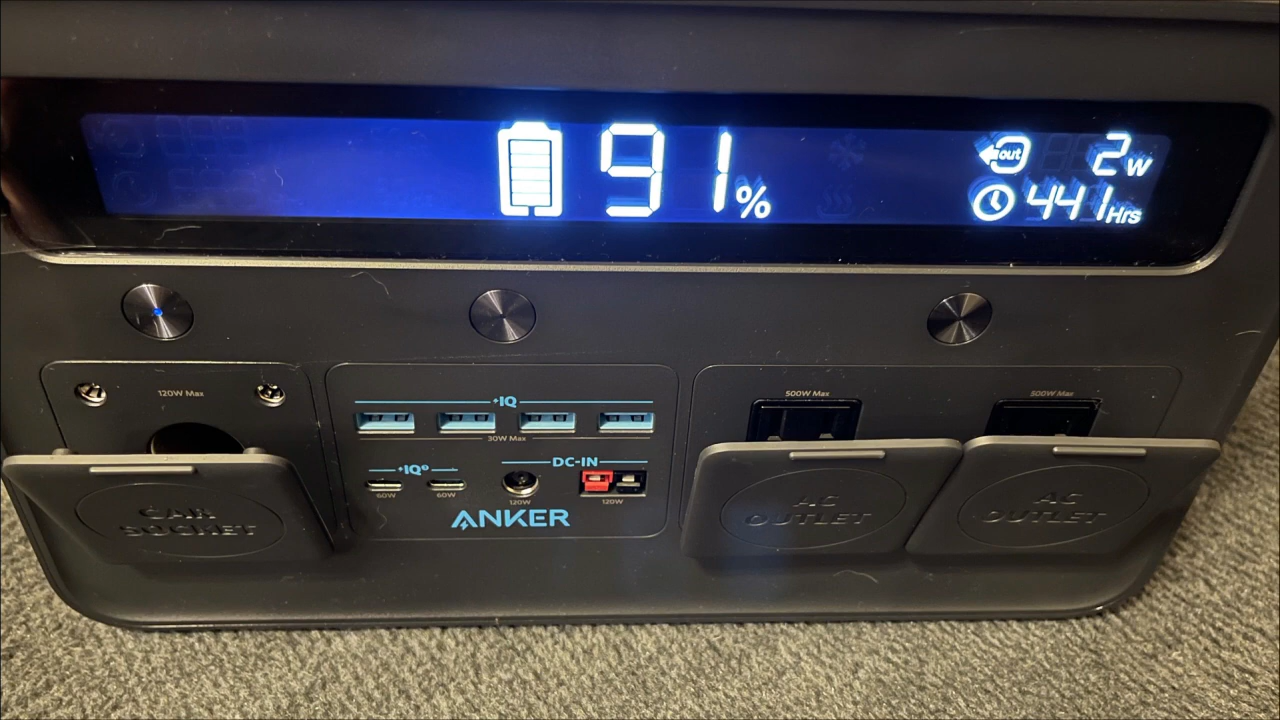 91%
out 2W
441Hrs
120W Max
CAR
SOCKET
IQ
30W Max
IQ³
60W
60W
DC-IN
120W
120W
ANKER
500W Max
AC
OUTLET
500W Max
AC
OUTLET